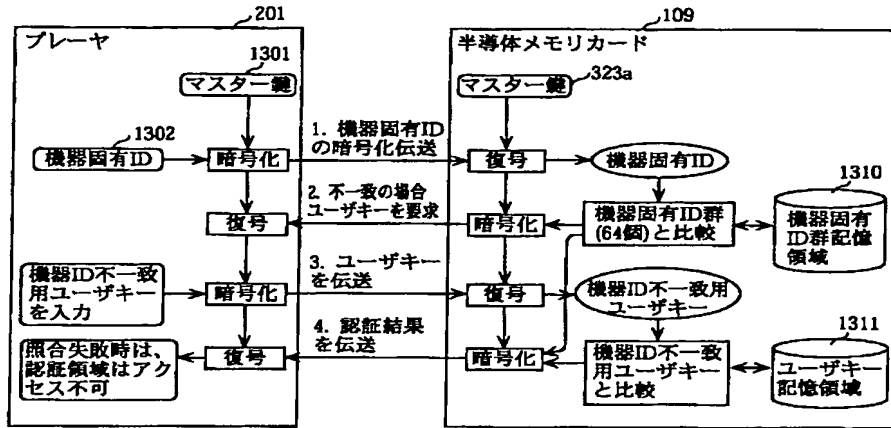 201
プレーヤ
1301
マスター鍵
1302
機器固有ID
暗号化
1. 機器固有ID
の暗号化伝送
復号
2. 不一致の場合
ユーザキーを要求
機器ID不一致
用ユーザキー
を入力
暗号化
3. ユーザキー
を伝送
照合失敗時は、
認証領域はアク
セス不可
復号
4. 認証結果
を伝送
109
半導体メモリカード
マスター鍵
323a
復号
機器固有ID
暗号化
機器固有ID群
(64個)と比較
1310
機器固有
ID群記憶
領域
復号
機器ID不一致用
ユーザキー
暗号化
機器ID不一致
用ユーザキー
と比較
1311
ユーザキー
記憶領域